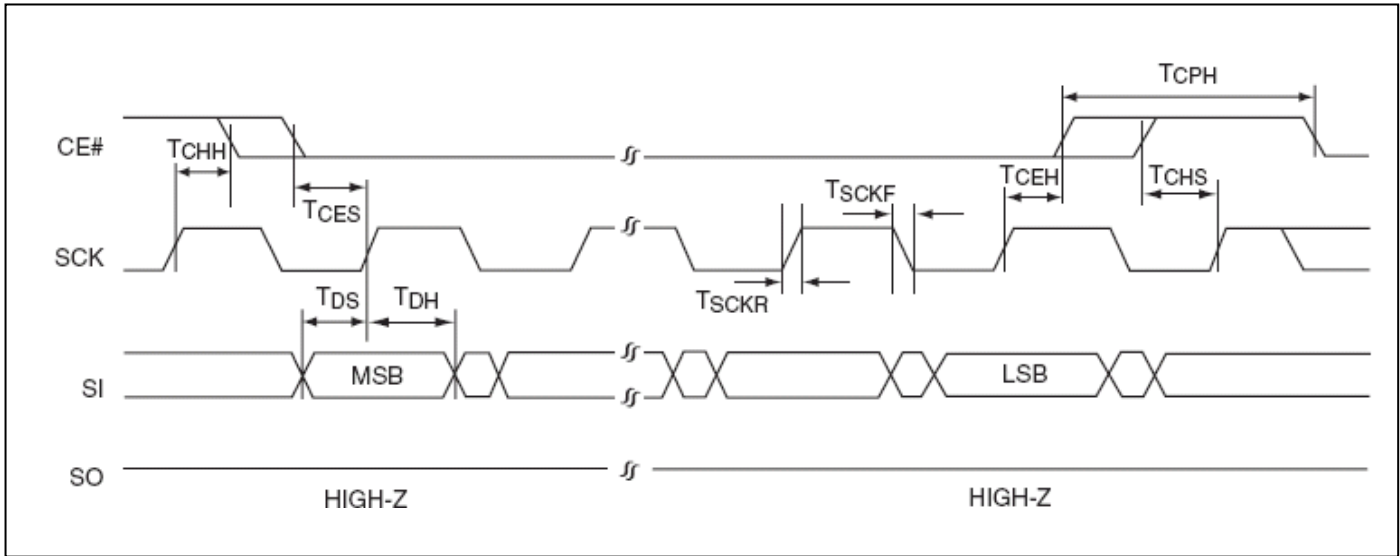 TCPH
CE#
TCHH
TCEH
TCHS
TSCKF
TCES
SCK
TSCKR
TDS
TDH
SI
MSB
LSB
SO
HIGH-Z
HIGH-Z